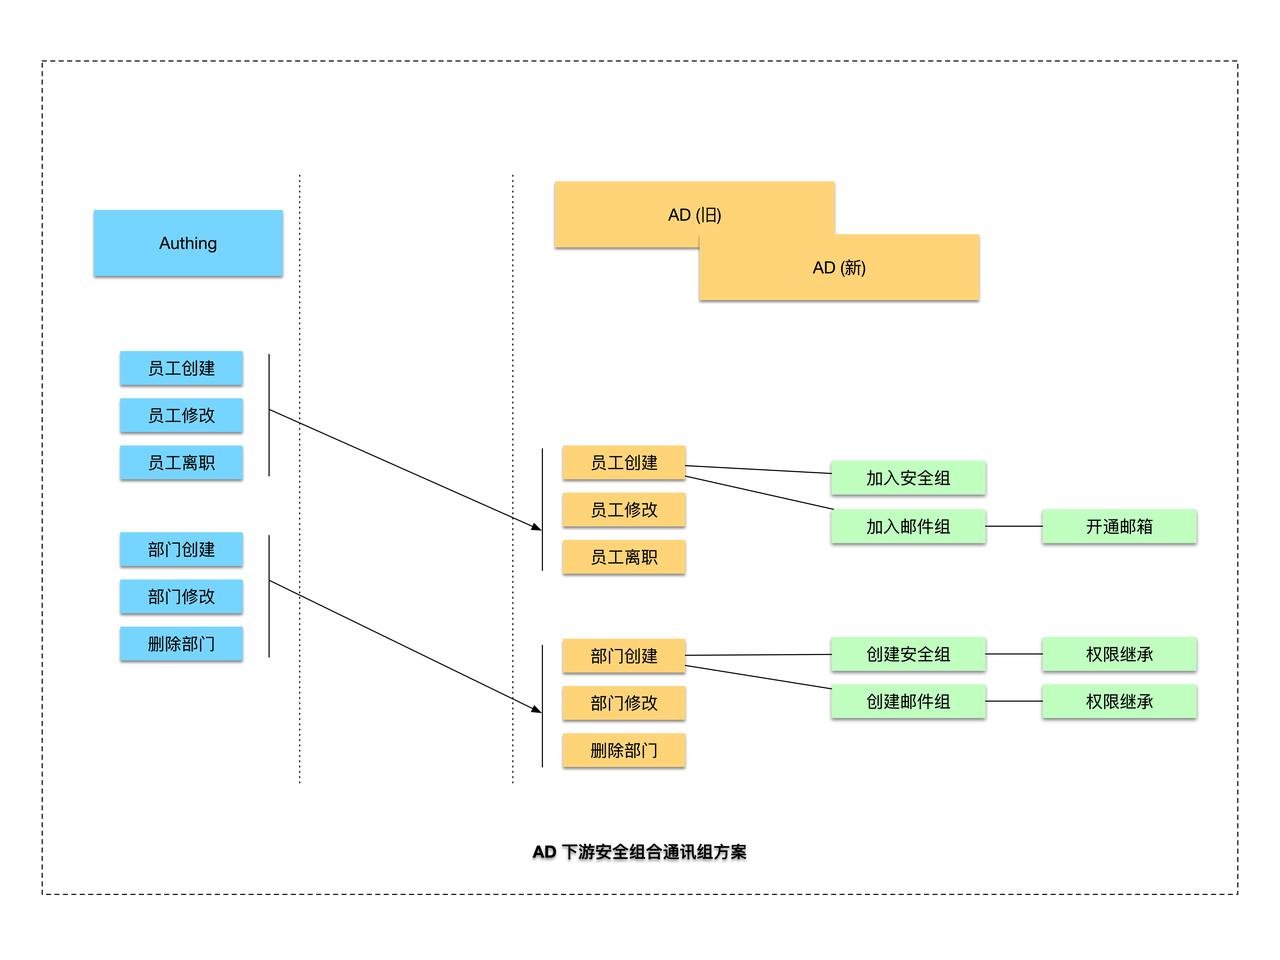 Authing
AD (旧)
AD (新)
员工创建
员工修改
员工离职
部门创建
部门修改
删除部门
员工创建
员工修改
员工离职
加入安全组
加入邮件组
开通邮箱
部门创建
部门修改
删除部门
创建安全组
权限继承
创建邮件组
权限继承
AD 下游安全组合通讯组方案